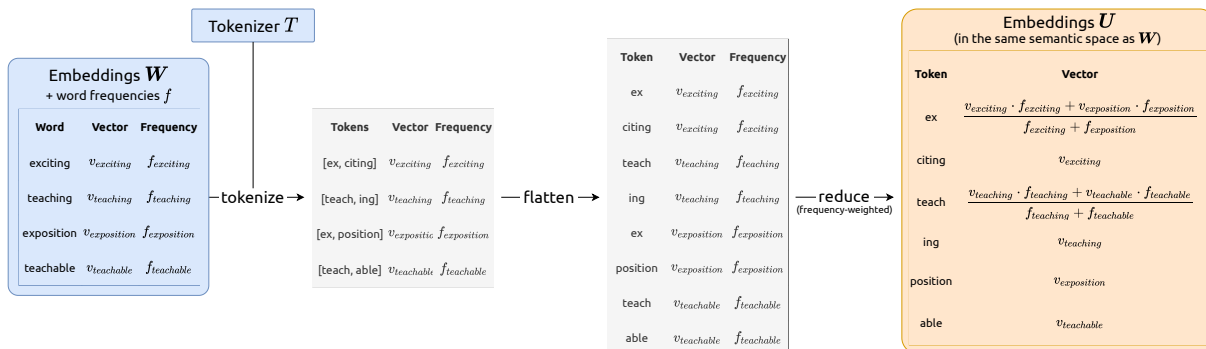 Tokenizer T
Embeddings W
+ word frequencies f
Word Vector Frequency
exciting v_exciting f_exciting
teaching v_teaching f_teaching
exposition v_exposition f_exposition
teachable v_teachable f_teachable
tokenize
Tokens Vector Frequency
[ex, citing] v_exciting f_exciting
[teach, ing] v_teaching f_teaching
[ex, position] v_expositic f_exposition
[teach, able] v_teachabl f_teachable
flatten
Token Vector Frequency
ex v_exciting f_exciting
citing v_exciting f_exciting
teach v_teaching f_teaching
ing v_teaching f_teaching
ex v_exposition f_exposition
position v_exposition f_exposition
teach v_teachable f_teachable
able v_teachable f_teachable
reduce
(frequency-weighted)
Embeddings U
(in the same semantic space as W)
Token Vector
ex v_exciting · f_exciting + v_exposition · f_exposition
f_exciting + f_exposition
citing v_exciting
teach v_teaching · f_teaching + v_teachable · f_teachable
f_teaching + f_teachable
ing v_teaching
position v_exposition
able v_teachable